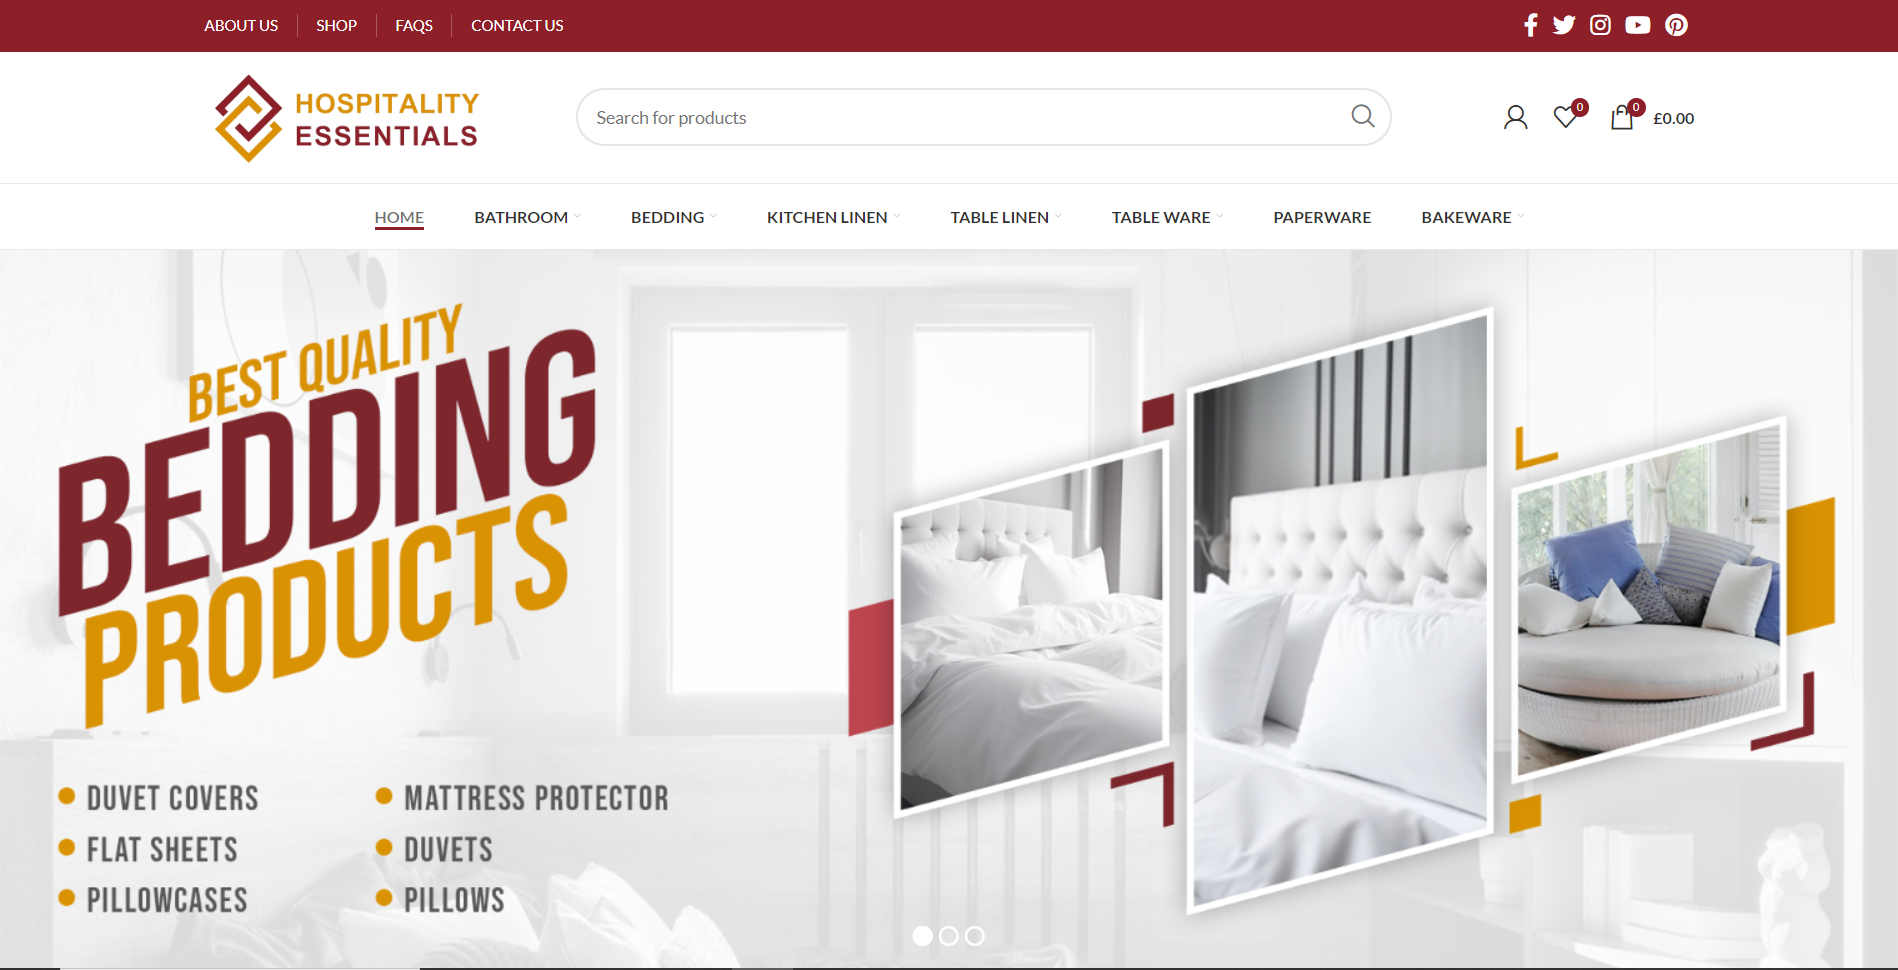 ABOUT US
SHOP
FAQS
CONTACT US
HOSPITALITY
ESSENTIALS
Search for products
0
0
£0.00
HOME
BATHROOM
BEDDING
KITCHEN LINEN
TABLE LINEN
TABLE WARE
PAPERWARE
BAKEWARE
BEST QUALITY
BEDDING
PRODUCTS
DUVET COVERS
FLAT SHEETS
PILLOWCASES
MATTRESS PROTECTOR
DUVETS
PILLOWS